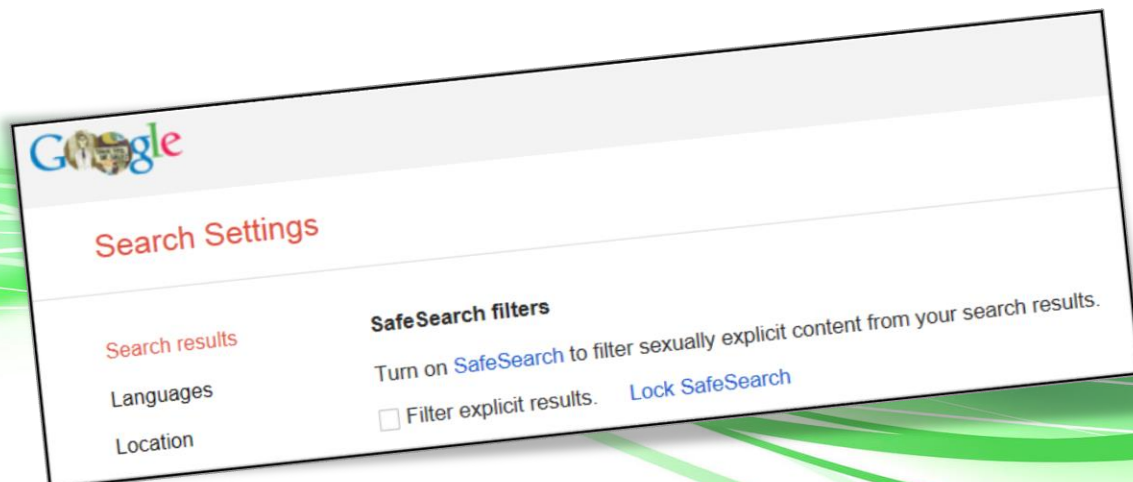 Google
Search Settings
Search results
Languages
Location
SafeSearch filters
Turn on SafeSearch to filter sexually explicit content from your search results.
Filter explicit results. Lock SafeSearch